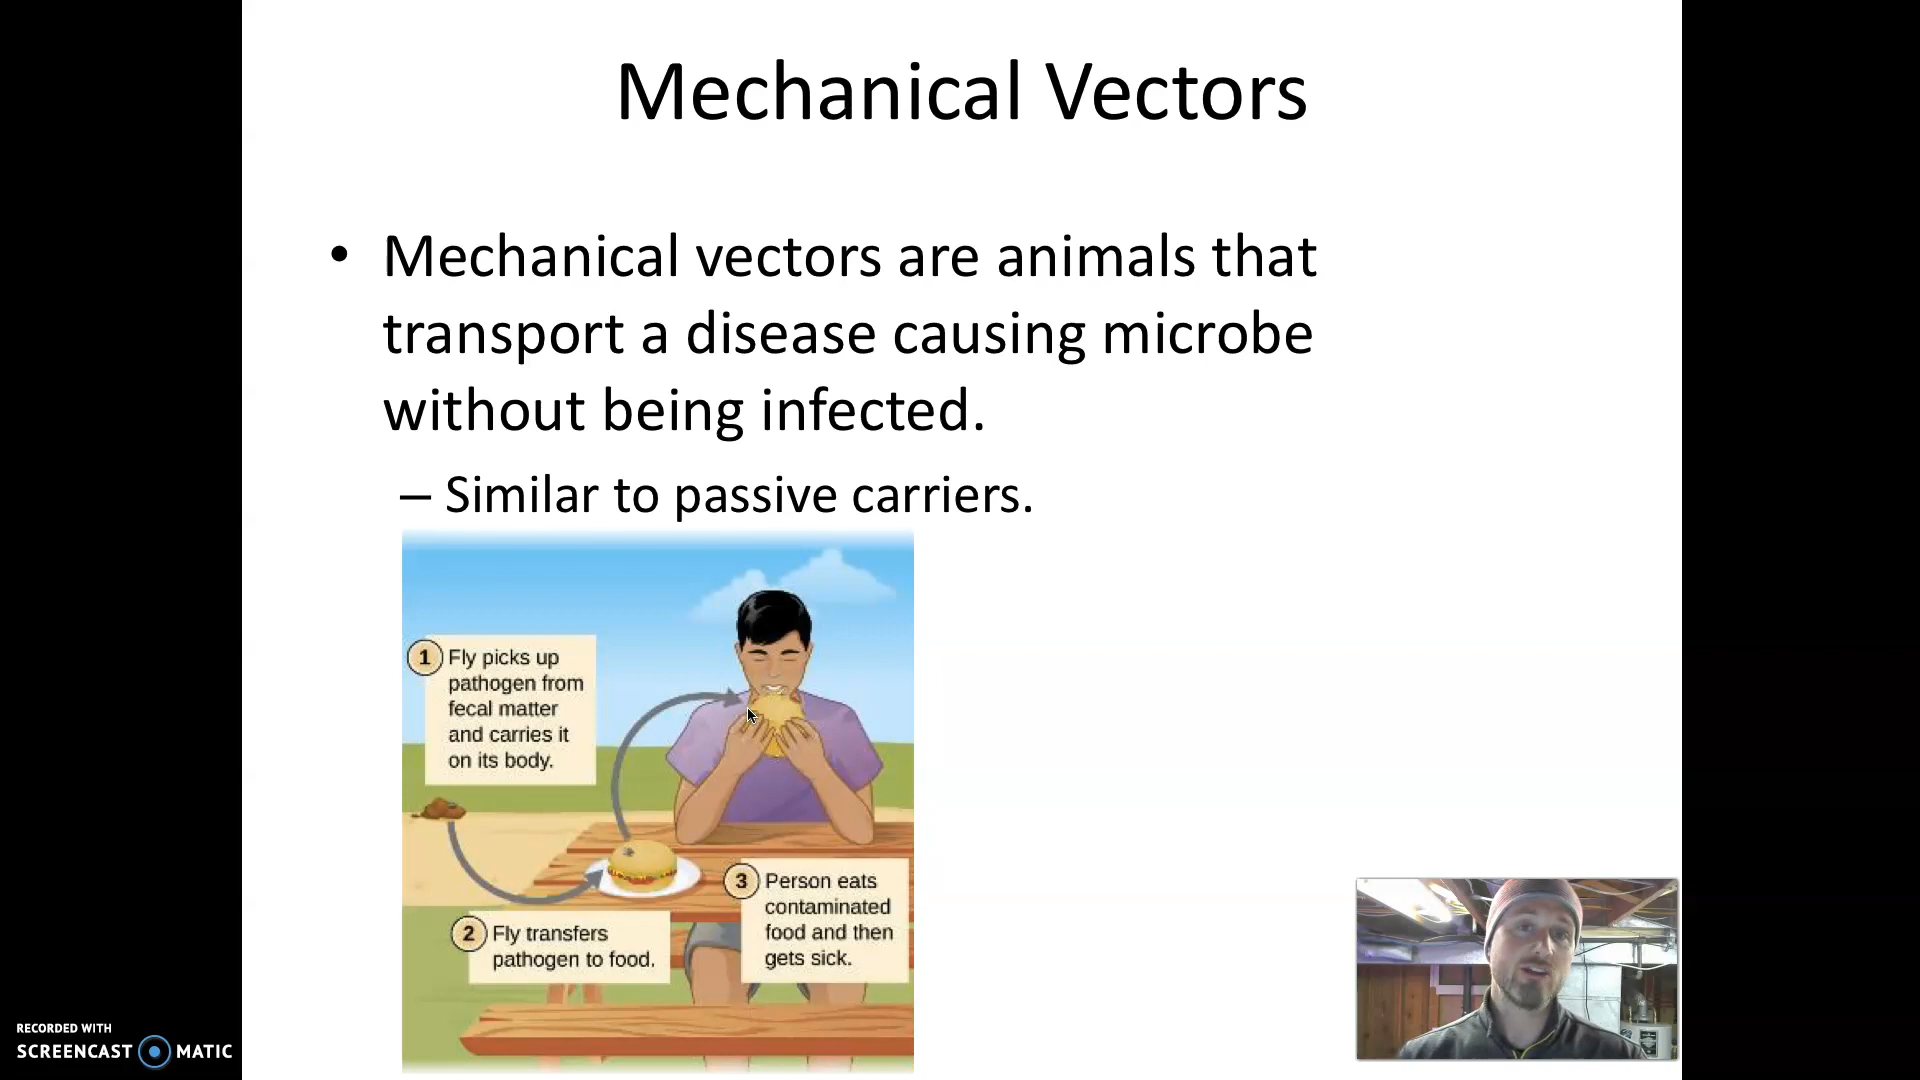 Mechanical Vectors
• Mechanical vectors are animals that
transport a disease causing microbe
without being infected.
– Similar to passive carriers.
1 Fly picks up
pathogen from
fecal matter
and carries it
on its body.
2 Fly transfers
pathogen to food.
3 Person eats
contaminated
food and then
gets sick.
RECORDED WITH
SCREENCAST MATIC